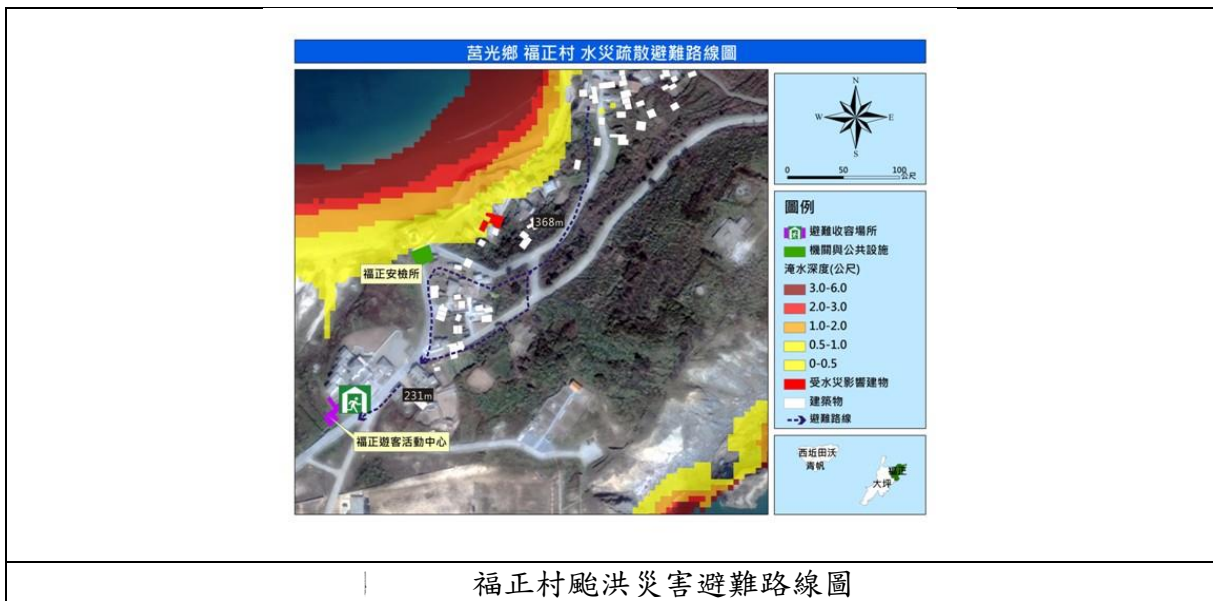 莒光鄉 福正村 水災疏散避難路線圖
N
W
E
S
0 50 100
公尺
368m
福正安檢所
231m
福正遊客活動中心
圖例
避難收容場所
機關與公共設施
淹水深度(公尺)
3.0-6.0
2.0-3.0
1.0-2.0
0.5-1.0
0-0.5
受水災影響建物
建築物
避難路線
西坵田沃
青帆
福正
大坪
福正村颱洪災害避難路線圖